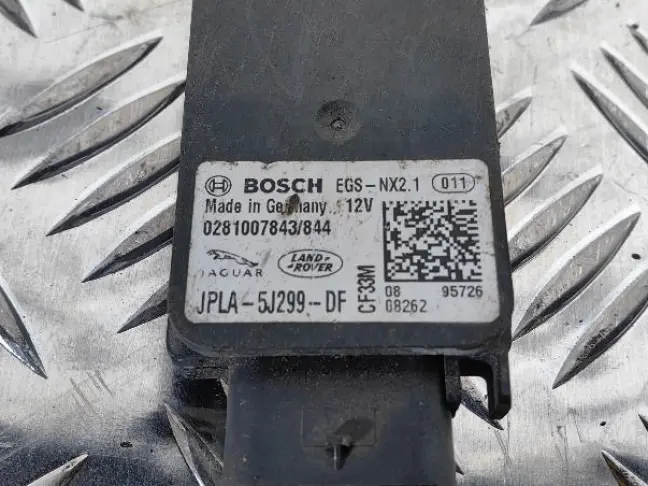 BOSCH EGS-NX2.1 011
Made in Germany 12V
0281007843/844
JAGUAR LAND-ROVER
JPLA-5J299-DF
CF33M
08 95726
08262